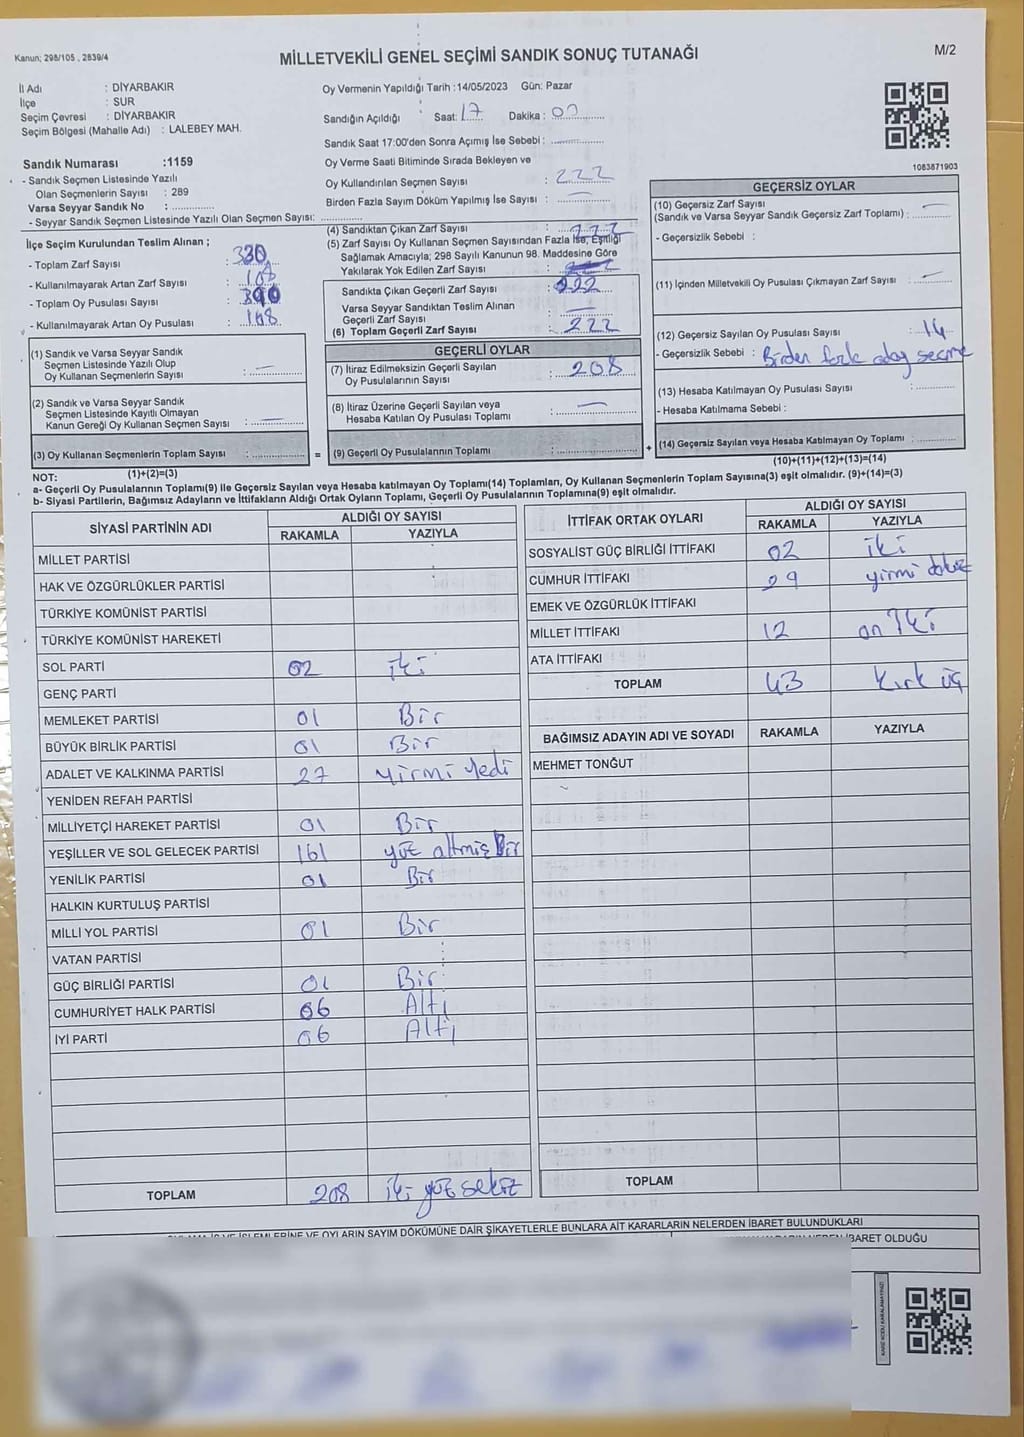 Kanun: 298/105 , 2839/4
MİLLETVEKİLİ GENEL SEÇİMİ SANDIK SONUÇ TUTANAĞI
M/2
İl Adı : DİYARBAKIR
İlçe : SUR
Seçim Çevresi : DİYARBAKIR
Seçim Bölgesi (Mahalle Adı) : LALEBEY MAH.
Sandık Numarası :1159
- Sandık Seçmen Listesinde Yazılı
Olan Seçmenlerin Sayısı : 289
Varsa Seyyar Sandık No :
- Seyyar Sandık Seçmen Listesinde Yazılı Olan Seçmen Sayısı:
Oy Vermenin Yapıldığı Tarih :14/05/2023 Gün: Pazar
Sandığın Açıldığı Saat: 17 Dakika :
Sandık Saat 17:00'den Sonra Açımış İse Sebebi :
Oy Verme Saati Bitiminde Sırada Bekleyen ve
Oy Kullandırılan Seçmen Sayısı : 222
Birden Fazla Sayım Döküm Yapılmış İse Sayısı :
1083871903
İlçe Seçim Kurulundan Teslim Alınan ;
- Toplam Zarf Sayısı : 330
- Kullanılmayarak Artan Zarf Sayısı : 108
- Toplam Oy Pusulası Sayısı :
- Kullanılmayarak Artan Oy Pusulası : 168
(4) Sandıktan Çıkan Zarf Sayısı : 222
(5) Zarf Sayısı Oy Kullanan Seçmen Sayısından Fazla İse, Eşitliği
Sağlamak Amacıyla; 298 Sayılı Kanunun 98. Maddesine Göre
Yakılarak Yok Edilen Zarf Sayısı :
Sandıkta Çıkan Geçerli Zarf Sayısı : 222
Varsa Seyyar Sandıktan Teslim Alınan
Geçerli Zarf Sayısı :
(6) Toplam Geçerli Zarf Sayısı : 222
GEÇERLİ OYLAR
(7) İtiraz Edilmeksizin Geçerli Sayılan
Oy Pusulalarının Sayısı : 208
(8) İtiraz Üzerine Geçerli Sayılan veya
Hesaba Katılan Oy Pusulası Toplamı :
(9) Geçerli Oy Pusulalarının Toplamı :
GEÇERSİZ OYLAR
(10) Geçersiz Zarf Sayısı
(Sandık ve Varsa Seyyar Sandık Geçersiz Zarf Toplamı) :
- Geçersizlik Sebebi :
(11) İçinden Milletvekili Oy Pusulası Çıkmayan Zarf Sayısı :
(12) Geçersiz Sayılan Oy Pusulası Sayısı : 14
- Geçersizlik Sebebi : Birden fazla aday seçme
(13) Hesaba Katılmayan Oy Pusulası Sayısı :
- Hesaba Katılmama Sebebi :
(14) Geçersiz Sayılan veya Hesaba Katılmayan Oy Toplamı :
(10)+(11)+(12)+(13)=(14)
(1) Sandık ve Varsa Seyyar Sandık
Seçmen Listesinde Yazılı Olup
Oy Kullanan Seçmenlerin Sayısı :
(2) Sandık ve Varsa Seyyar Sandık
Seçmen Listesinde Kayıtlı Olmayan
Kanun Gereği Oy Kullanan Seçmen Sayısı :
(3) Oy Kullanan Seçmenlerin Toplam Sayısı : = +
(1)+(2)=(3)
NOT:
a- Geçerli Oy Pusulalarının Toplamı(9) ile Geçersiz Sayılan veya Hesaba katılmayan Oy Toplamı(14) Toplamları, Oy Kullanan Seçmenlerin Toplam Sayısına(3) eşit olmalıdır. (9)+(14)=(3)
b- Siyasi Partilerin, Bağımsız Adayların ve İttifakların Aldığı Ortak Oyların Toplamı, Geçerli Oy Pusulalarının Toplamına(9) eşit olmalıdır.
SİYASİ PARTİNİN ADI ALDIĞI OY SAYISI
RAKAMLA YAZIYLA
MİLLET PARTİSİ
HAK VE ÖZGÜRLÜKLER PARTİSİ
TÜRKİYE KOMÜNİST PARTİSİ
TÜRKİYE KOMÜNİST HAREKETİ
SOL PARTİ 02 iki
GENÇ PARTİ
MEMLEKET PARTİSİ 01 Bir
BÜYÜK BİRLİK PARTİSİ 01 Bir
ADALET VE KALKINMA PARTİSİ 27 yirmi yedi
YENİDEN REFAH PARTİSİ
MİLLİYETÇİ HAREKET PARTİSİ 01 Bir
YEŞİLLER VE SOL GELECEK PARTİSİ 161 yüz altmış Bir
YENİLİK PARTİSİ 01 Bir
HALKIN KURTULUŞ PARTİSİ
MİLLİ YOL PARTİSİ 01 Bir
VATAN PARTİSİ
GÜÇ BİRLİĞİ PARTİSİ 01 Bir
CUMHURİYET HALK PARTİSİ 06 Altı
İYİ PARTİ 06 Altı
TOPLAM 208 iki yüz sekiz
İTTİFAK ORTAK OYLARI ALDIĞI OY SAYISI
RAKAMLA YAZIYLA
SOSYALİST GÜÇ BİRLİĞİ İTTİFAKI 02 iki
CUMHUR İTTİFAKI 29 yirmi dokuz
EMEK VE ÖZGÜRLÜK İTTİFAKI
MİLLET İTTİFAKI 12 on iki
ATA İTTİFAKI
TOPLAM 43 kırk üç
BAĞIMSIZ ADAYIN ADI VE SOYADI RAKAMLA YAZIYLA
MEHMET TONĞUT
TOPLAM
OYLARIN SAYIM DÖKÜMÜNE DAİR ŞİKAYETLERLE BUNLARA AİT KARARLARIN NELERDEN İBARET BULUNDUKLARI
İBARET OLDUĞU